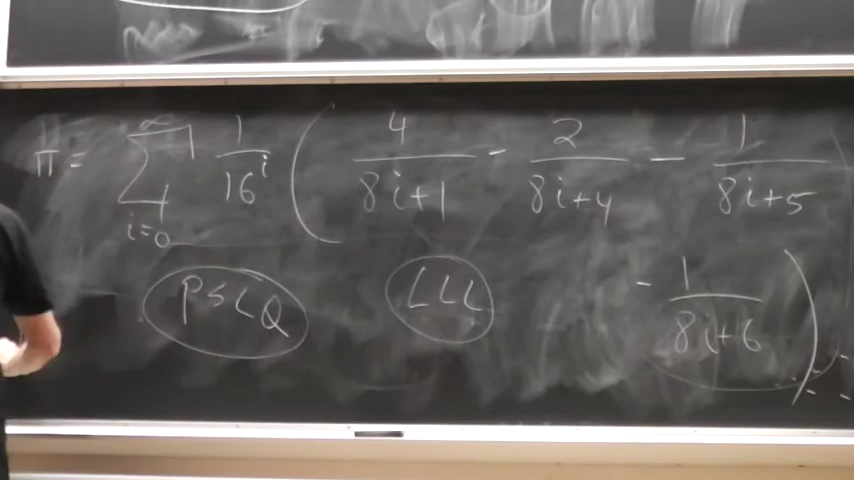 π = ∑_{i=0}^{∞} 1/16^i ( 4/(8i+1) - 2/(8i+4) - 1/(8i+5)
- 1/(8i+6) )
PSLQ LLL